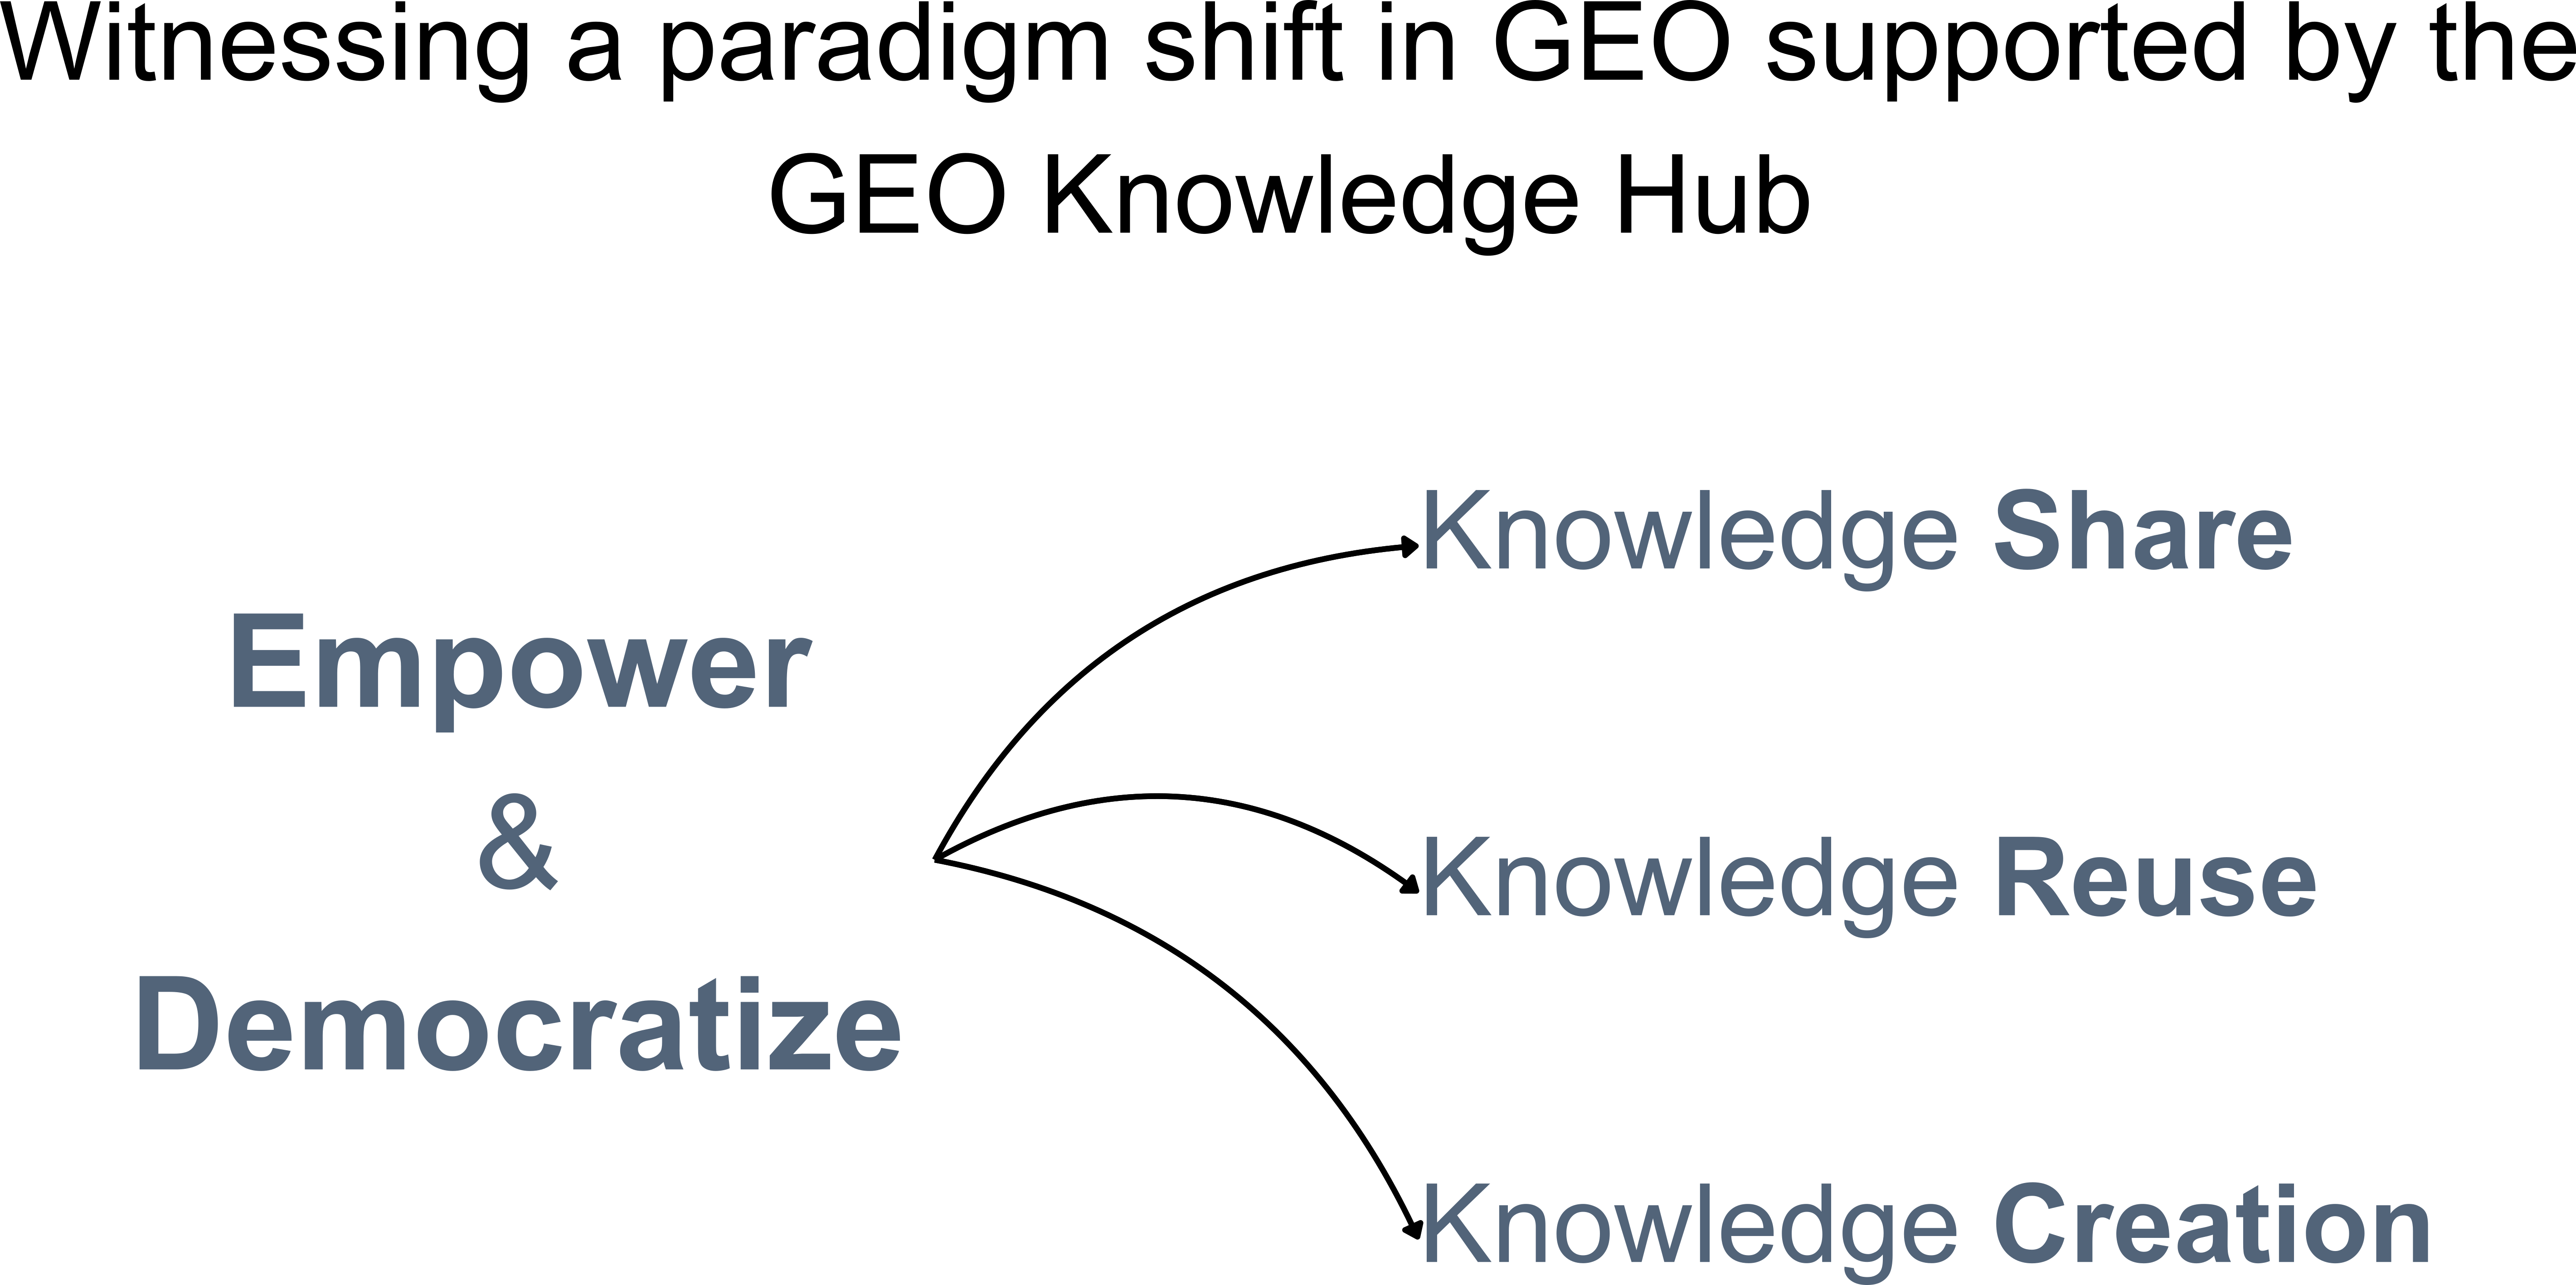 Witnessing a paradigm shift in GEO supported by the
GEO Knowledge Hub
Empower
&
Democratize
Knowledge Share
Knowledge Reuse
Knowledge Creation